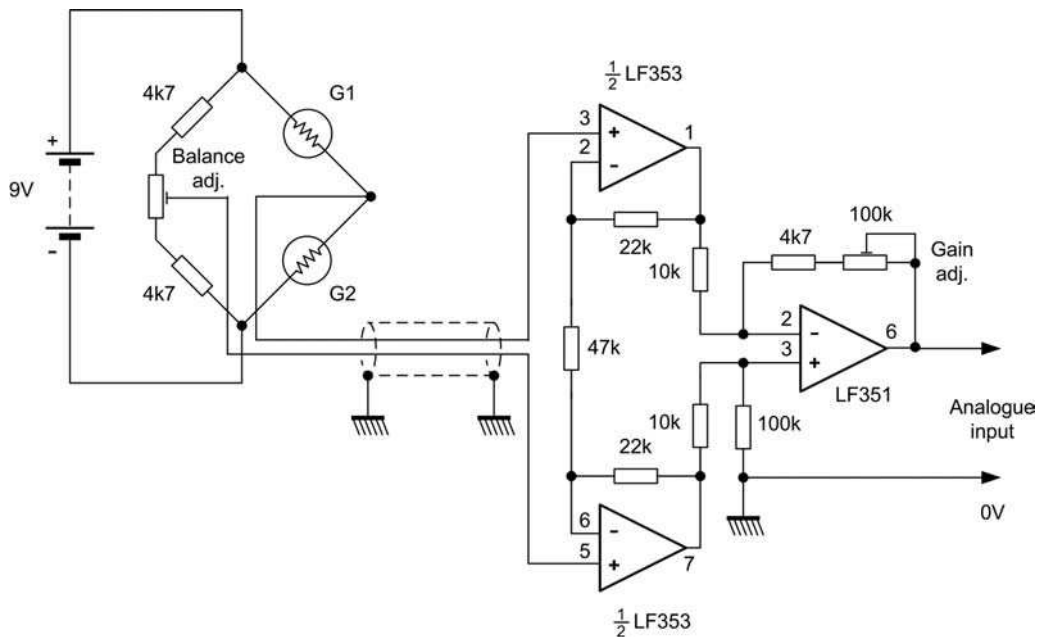 ½ LF353
4k7
G1
3
1
2
+
-
+
Balance
adj.
9V
22k
100k
-
4k7
10k
Gain
adj.
4k7
G2
2
-
6
3
+
47k
LF351
10k
100k
Analogue
input
22k
0V
6
-
5
+
7
½ LF353